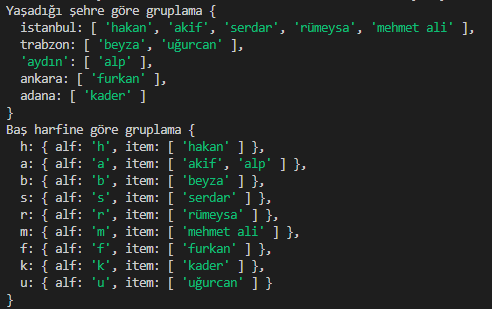 Yaşadığı şehre göre gruplama {
  istanbul: [ 'hakan', 'akif', 'serdar', 'rümeysa', 'mehmet ali' ],
  trabzon: [ 'beyza', 'uğurcan' ],
  'aydın': [ 'alp' ],
  ankara: [ 'furkan' ],
  adana: [ 'kader' ]
}
Baş harfine göre gruplama {
  h: { alf: 'h', item: [ 'hakan' ] },
  a: { alf: 'a', item: [ 'akif', 'alp' ] },
  b: { alf: 'b', item: [ 'beyza' ] },
  s: { alf: 's', item: [ 'serdar' ] },
  r: { alf: 'r', item: [ 'rümeysa' ] },
  m: { alf: 'm', item: [ 'mehmet ali' ] },
  f: { alf: 'f', item: [ 'furkan' ] },
  k: { alf: 'k', item: [ 'kader' ] },
  u: { alf: 'u', item: [ 'uğurcan' ] }
}